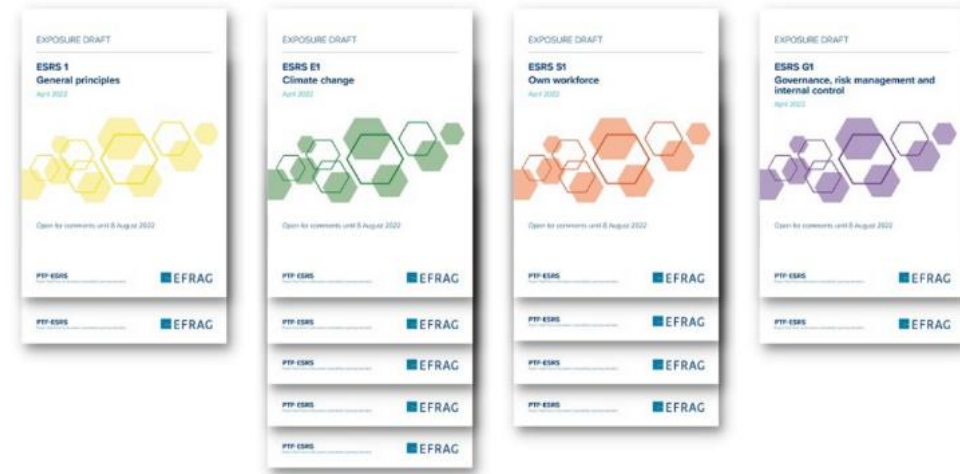 EXPOSURE DRAFT
ESRS 1
General principles
April 2022
Open for comments until 8 August 2022
PTF-ESRS
EFRAG
PTF-ESRS
EFRAG
EXPOSURE DRAFT
ESRS E1
Climate change
April 2022
Open for comments until 8 August 2022
PTF-ESRS
EFRAG
PTF-ESRS
EFRAG
PTF-ESRS
EFRAG
PTF-ESRS
EFRAG
PTF-ESRS
EFRAG
EXPOSURE DRAFT
ESRS S1
Own workforce
April 2022
Open for comments until 8 August 2022
PTF-ESRS
EFRAG
PTF-ESRS
EFRAG
PTF-ESRS
EFRAG
PTF-ESRS
EFRAG
EXPOSURE DRAFT
ESRS G1
Governance, risk management and
internal control
April 2022
Open for comments until 8 August 2022
PTF-ESRS
EFRAG
PTF-ESRS
EFRAG